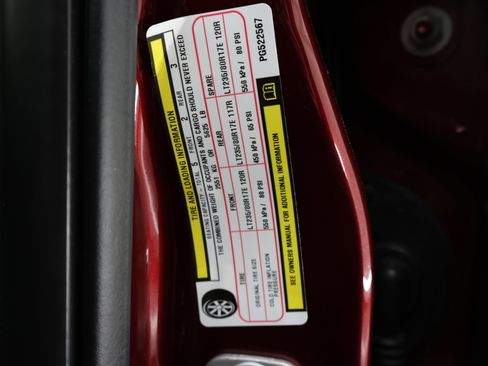 TIRE AND LOADING INFORMATION
SEATING CAPACITY - TOTAL 5 FRONT 2 REAR 3
THE COMBINED WEIGHT OF OCCUPANTS AND CARGO SHOULD NEVER EXCEED
2551 KG OR 5625 LB
TIRE FRONT REAR SPARE
ORIGINAL TIRE SIZE LT235/80R17E 120R LT235/80R17E 117R LT235/80R17E 120R
COLD TIRE INFLATION PRESSURE 550 kPa / 80 PSI 450 kPa / 65 PSI 550 kPa / 80 PSI
SEE OWNERS MANUAL FOR ADDITIONAL INFORMATION
PG522567